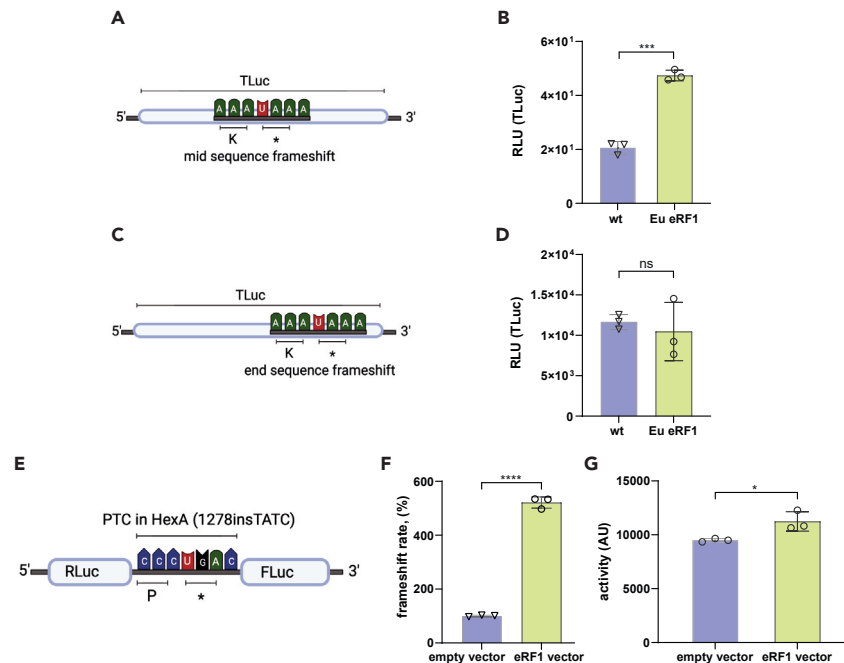 A
TLuc
5'
A A A U A A A
3'
K
*
mid sequence frameshift
B
6×10¹
4×10¹
2×10¹
0
RLU (TLuc)
***
wt
Eu eRF1
C
TLuc
5'
A A A U A A A
3'
K
*
end sequence frameshift
D
2×10⁴
1.5×10⁴
1×10⁴
5×10³
0
RLU (TLuc)
ns
wt
Eu eRF1
E
PTC in HexA (1278insTATC)
5'
RLuc
C C C U G A C
FLuc
3'
P
*
F
600
400
200
0
frameshift rate, (%)
****
empty vector
eRF1 vector
G
15000
10000
5000
0
activity (AU)
*
empty vector
eRF1 vector